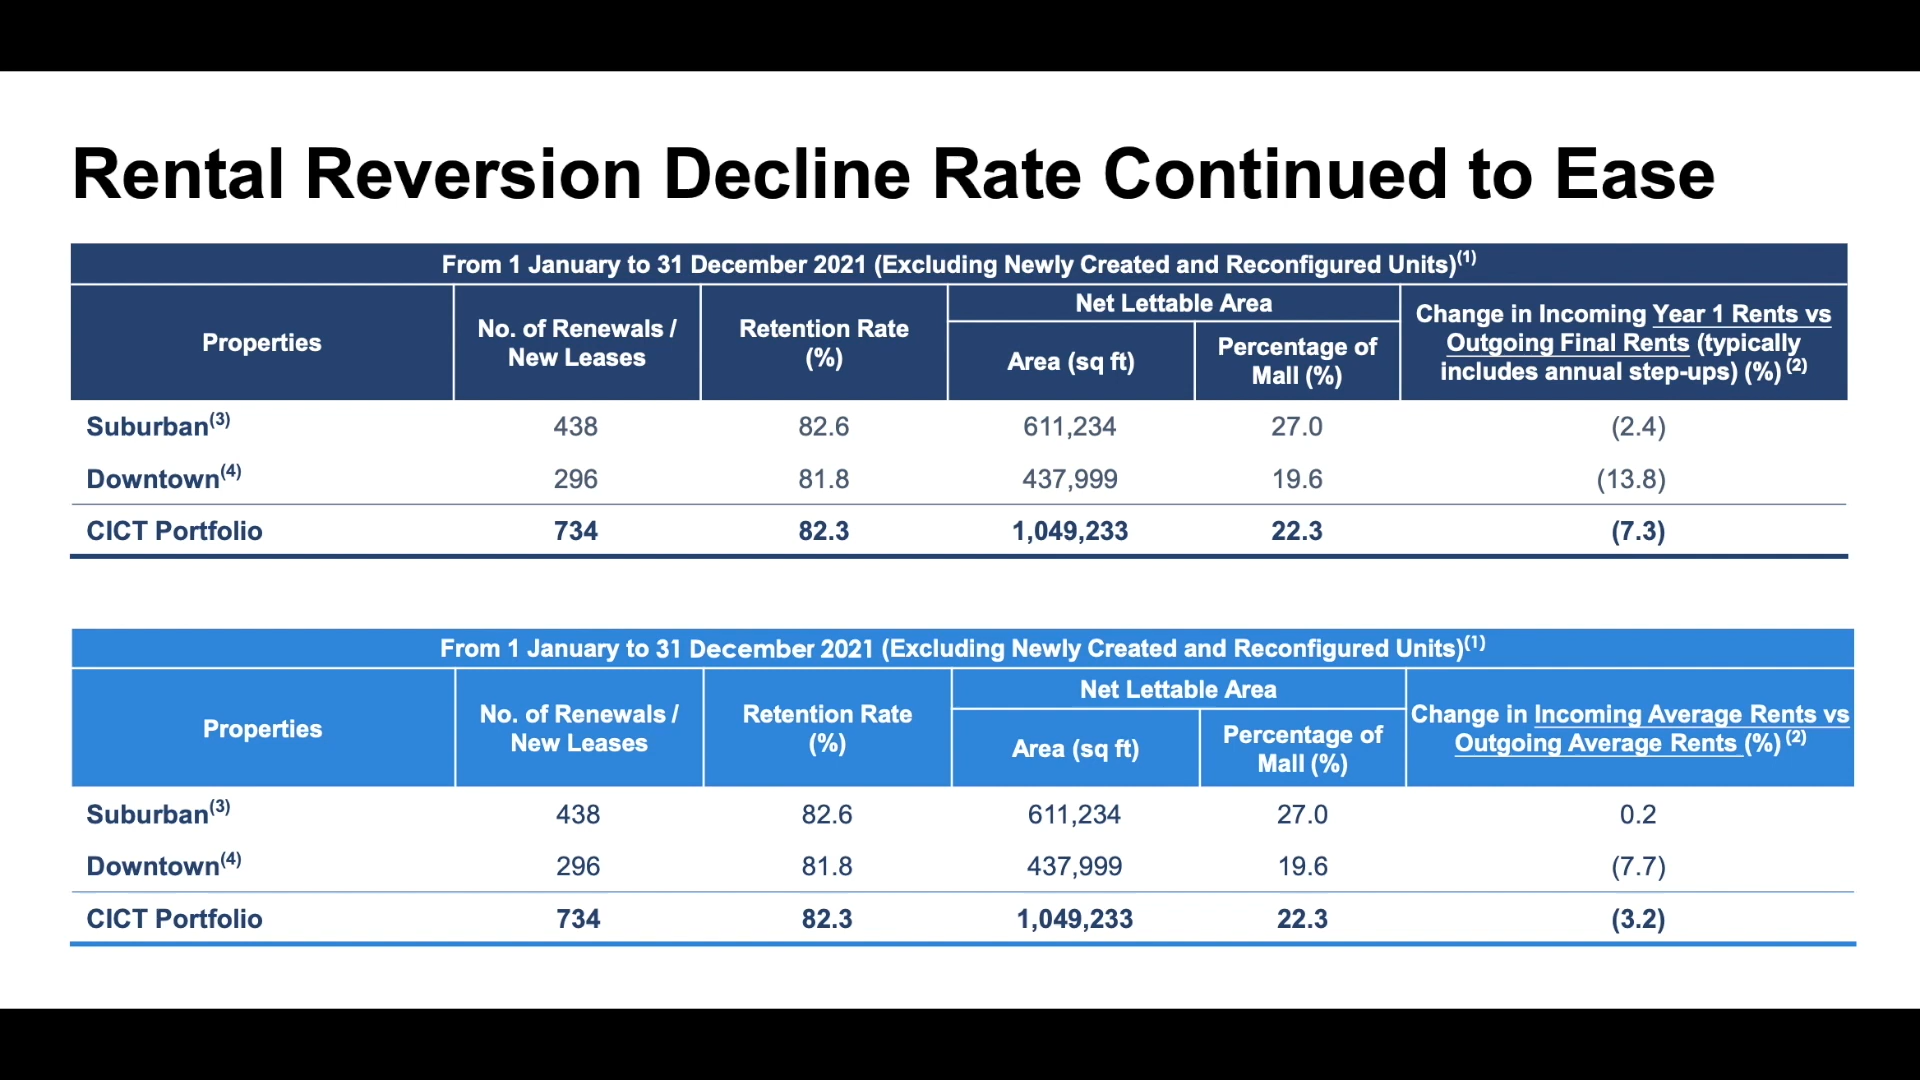 Rental Reversion Decline Rate Continued to Ease
From 1 January to 31 December 2021 (Excluding Newly Created and Reconfigured Units)(1)
Properties
No. of Renewals /
New Leases
Retention Rate
(%)
Net Lettable Area
Area (sq ft)
Percentage of
Mall (%)
Change in Incoming Year 1 Rents vs
Outgoing Final Rents (typically
includes annual step-ups) (%) (2)
Suburban(3) 438 82.6 611,234 27.0 (2.4)
Downtown(4) 296 81.8 437,999 19.6 (13.8)
CICT Portfolio 734 82.3 1,049,233 22.3 (7.3)
From 1 January to 31 December 2021 (Excluding Newly Created and Reconfigured Units)(1)
Properties
No. of Renewals /
New Leases
Retention Rate
(%)
Net Lettable Area
Area (sq ft)
Percentage of
Mall (%)
Change in Incoming Average Rents vs
Outgoing Average Rents (%) (2)
Suburban(3) 438 82.6 611,234 27.0 0.2
Downtown(4) 296 81.8 437,999 19.6 (7.7)
CICT Portfolio 734 82.3 1,049,233 22.3 (3.2)